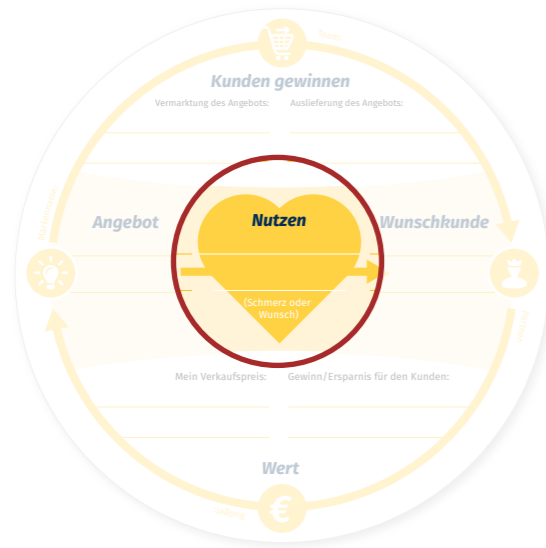 Kunden gewinnen
Vermarktung des Angebots: Auslieferung des Angebots:
Angebot
Nutzen
Wunschkunde
(Schmerz oder
Wunsch)
Mein Verkaufspreis: Gewinn/Ersparnis für den Kunden:
Wert
€